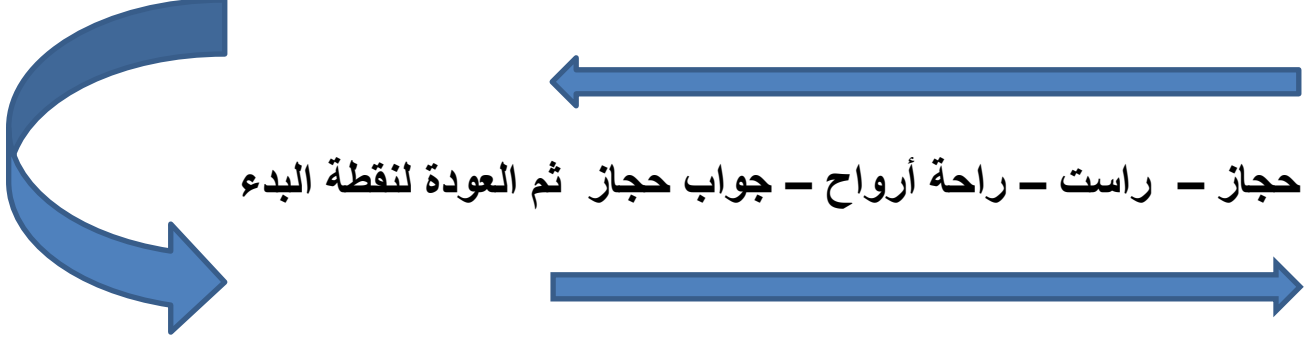 حجاز – راست – راحة أرواح – جواب حجاز ثم العودة لنقطة البدء